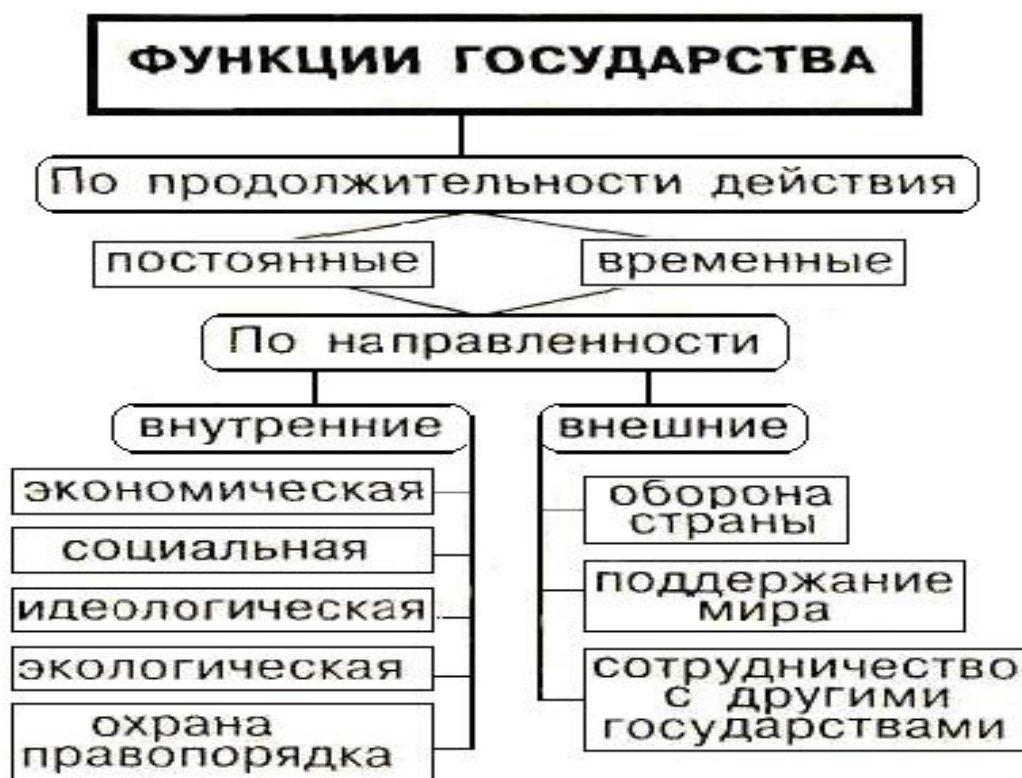 ФУНКЦИИ ГОСУДАРСТВА
По продолжительности действия
постоянные
временные
По направленности
внутренние
внешние
экономическая
социальная
идеологическая
экологическая
охрана
правопорядка
оборона
страны
поддержание
мира
сотрудничество
с другими
государствами